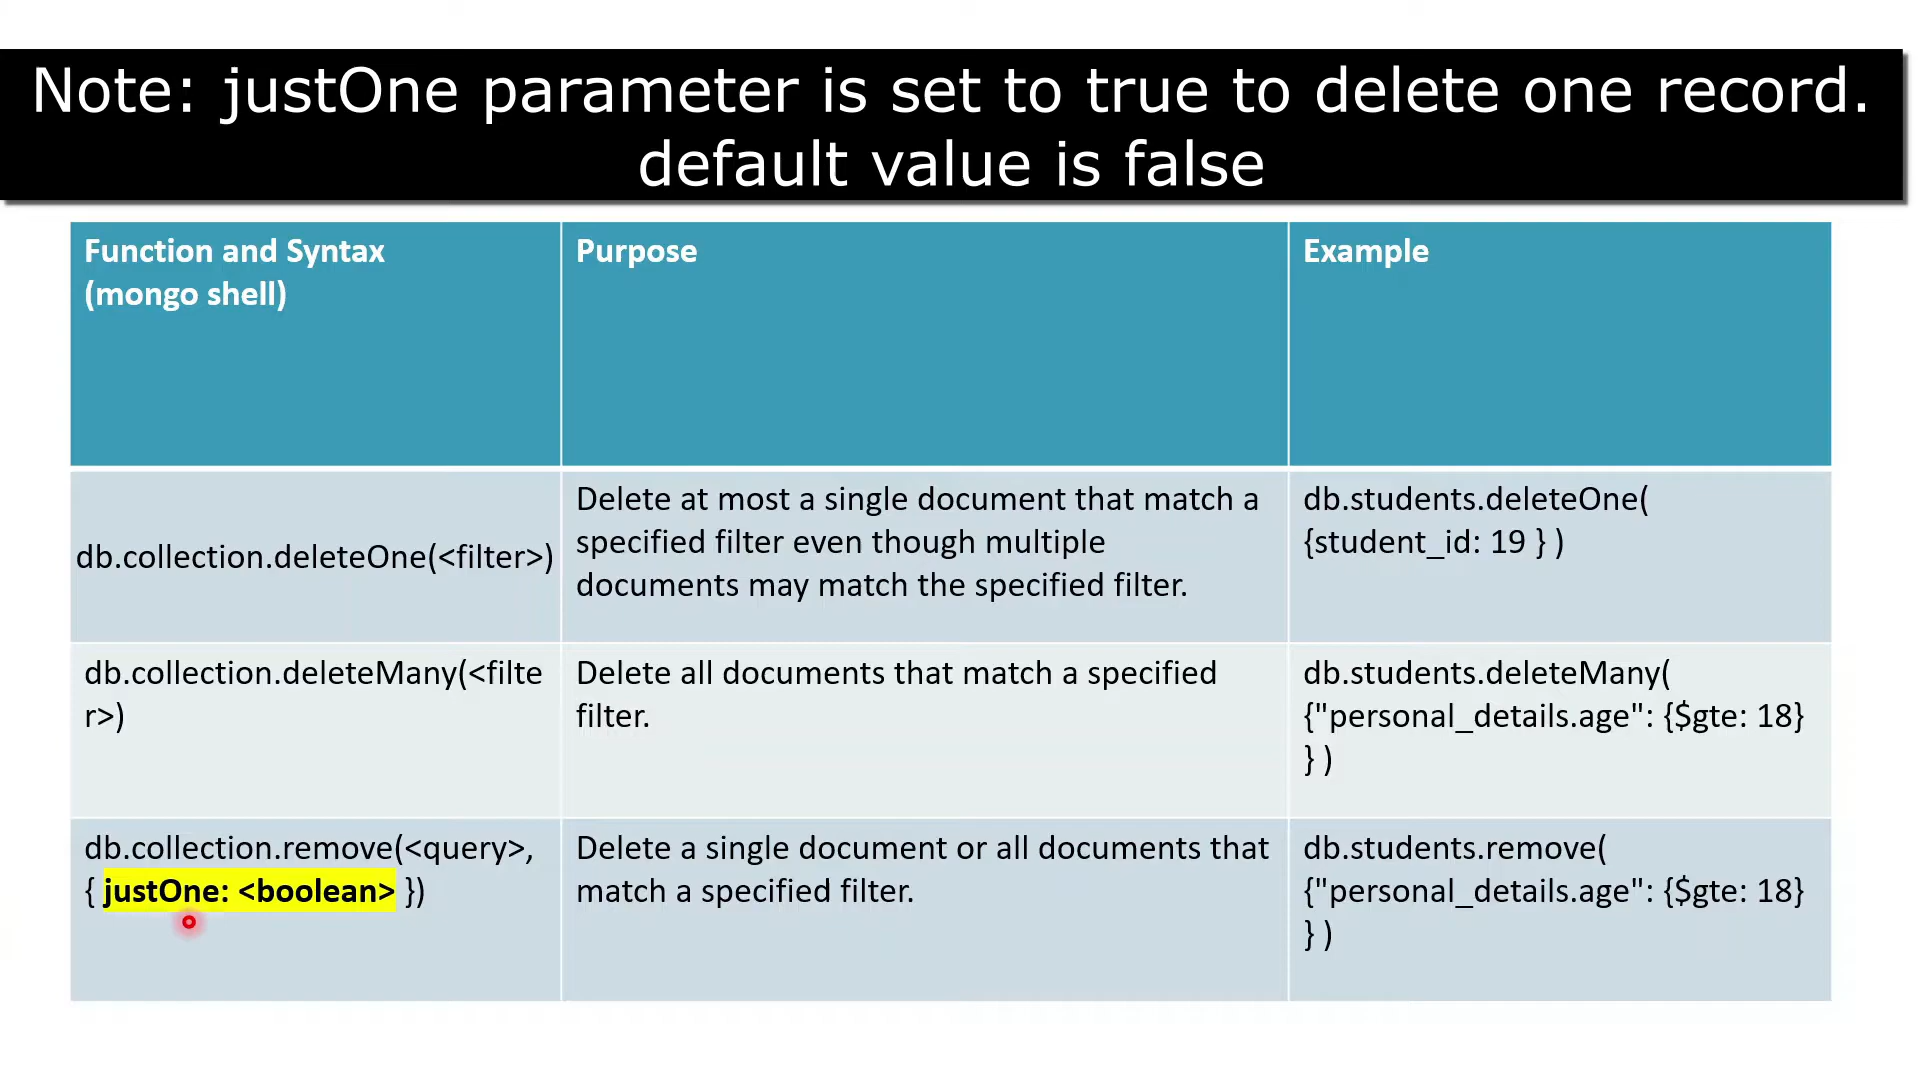 Note: justOne parameter is set to true to delete one record.
default value is false
Function and Syntax
(mongo shell)
Purpose
Example
db.collection.deleteOne(<filter>)
Delete at most a single document that match a
specified filter even though multiple
documents may match the specified filter.
db.students.deleteOne(
{student_id: 19 } )
db.collection.deleteMany(<filte
r>)
Delete all documents that match a specified
filter.
db.students.deleteMany(
{"personal_details.age": {$gte: 18}
} )
db.collection.remove(<query>,
{ justOne: <boolean> })
Delete a single document or all documents that
match a specified filter.
db.students.remove(
{"personal_details.age": {$gte: 18}
} )